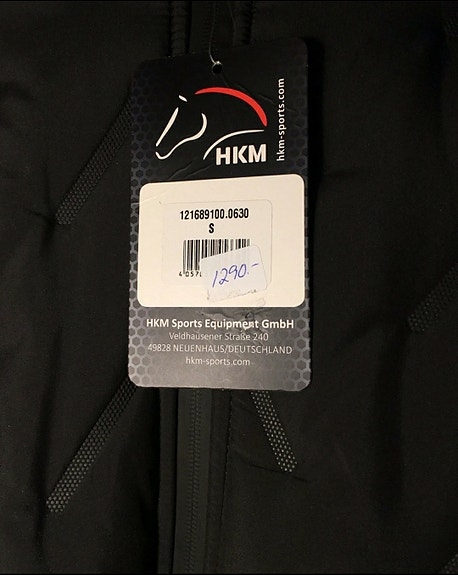 HKM
hkm-sports.com
121689100.0630
S
1290.-
HKM Sports Equipment GmbH
Veldhausener Straße 240
49828 NEUENHAUS/DEUTSCHLAND
hkm-sports.com